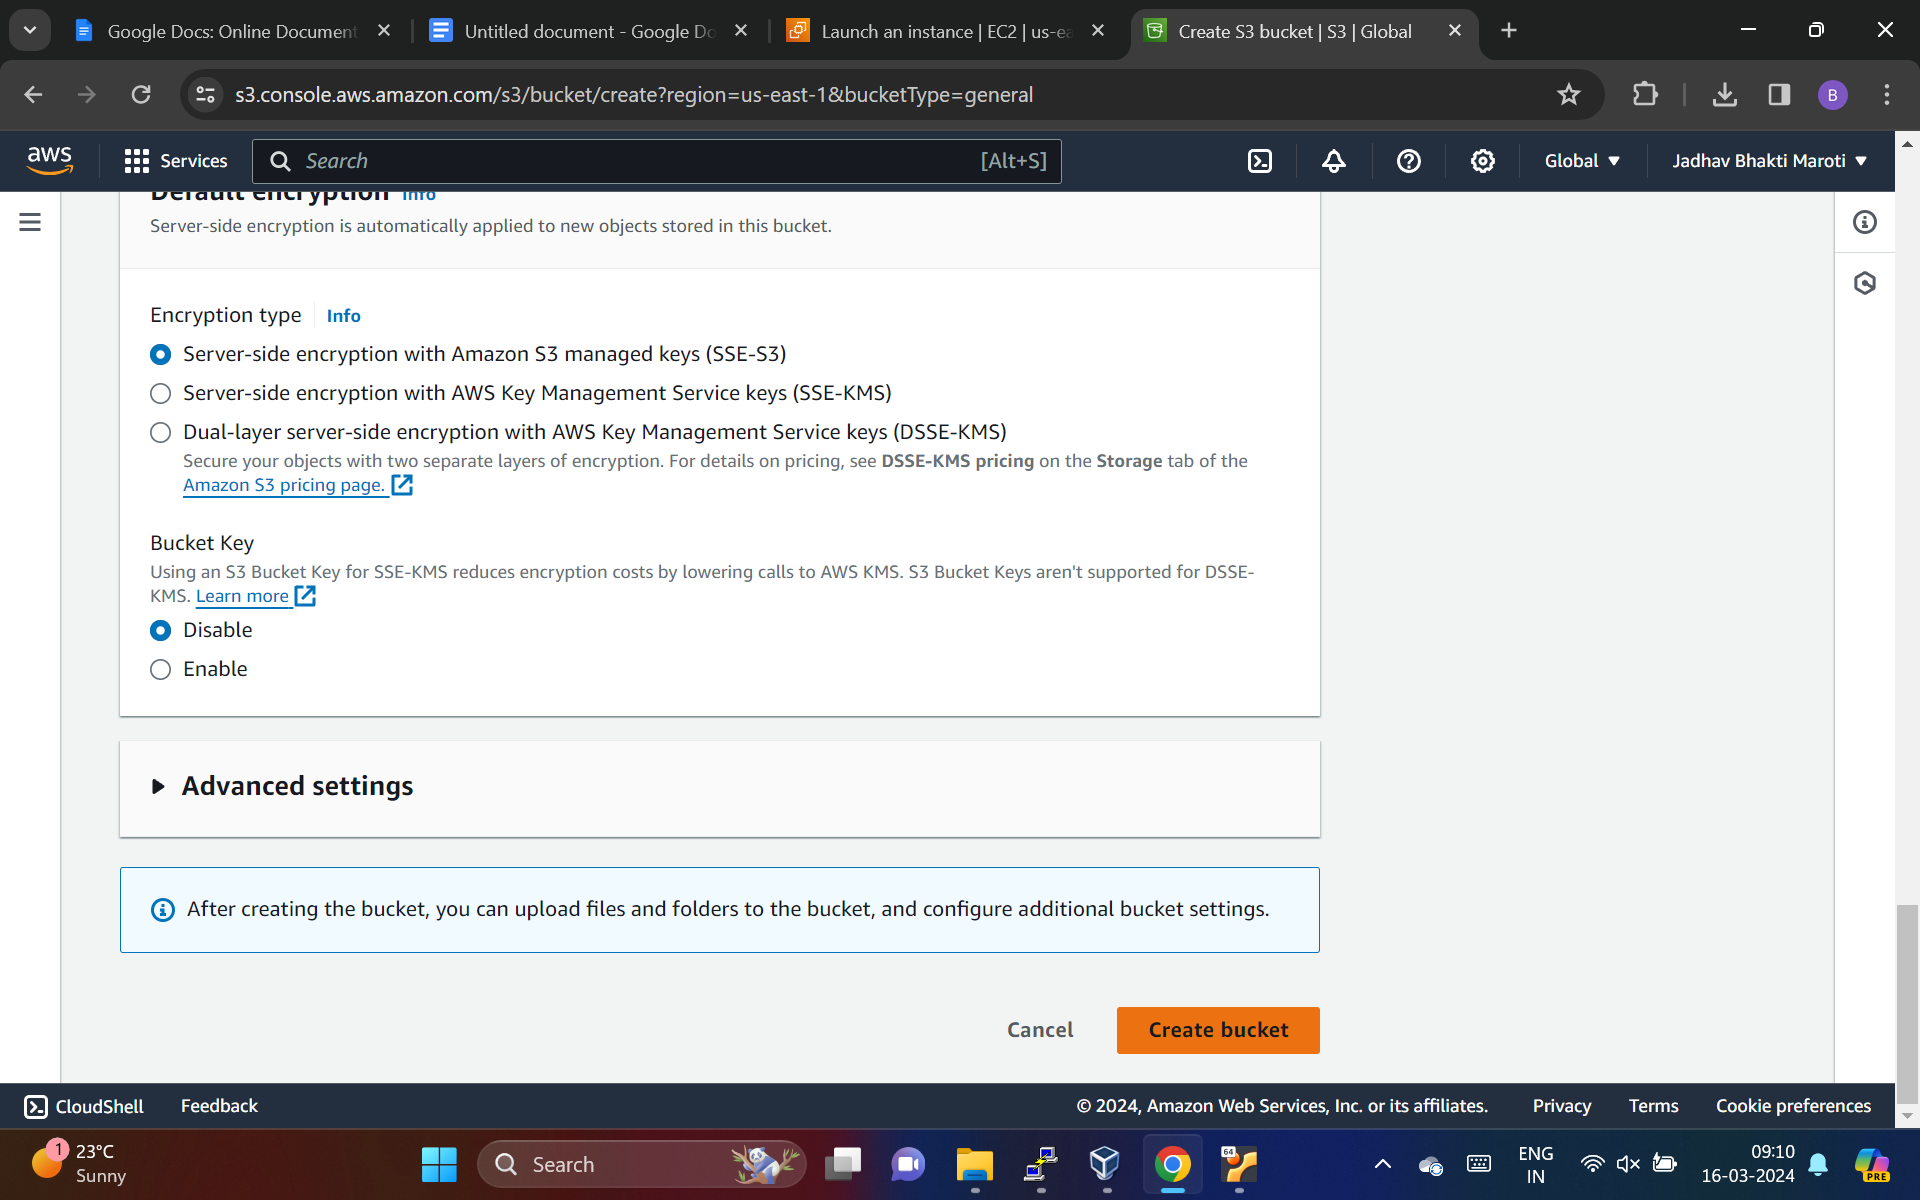 Google Docs: Online Document
Untitled document - Google Do
Launch an instance | EC2 | us-ea
Create S3 bucket | S3 | Global
s3.console.aws.amazon.com/s3/bucket/create?region=us-east-1&bucketType=general
B
aws
Services
Search
[Alt+S]
Global
Jadhav Bhakti Maroti
Default encryption Info
Server-side encryption is automatically applied to new objects stored in this bucket.
Encryption type Info
Server-side encryption with Amazon S3 managed keys (SSE-S3)
Server-side encryption with AWS Key Management Service keys (SSE-KMS)
Dual-layer server-side encryption with AWS Key Management Service keys (DSSE-KMS)
Secure your objects with two separate layers of encryption. For details on pricing, see DSSE-KMS pricing on the Storage tab of the
Amazon S3 pricing page.
Bucket Key
Using an S3 Bucket Key for SSE-KMS reduces encryption costs by lowering calls to AWS KMS. S3 Bucket Keys aren't supported for DSSE-
KMS. Learn more
Disable
Enable
Advanced settings
After creating the bucket, you can upload files and folders to the bucket, and configure additional bucket settings.
Cancel
Create bucket
CloudShell
Feedback
© 2024, Amazon Web Services, Inc. or its affiliates.
Privacy
Terms
Cookie preferences
1
23°C
Sunny
Search
64
ENG
IN
09:10
16-03-2024
PRE